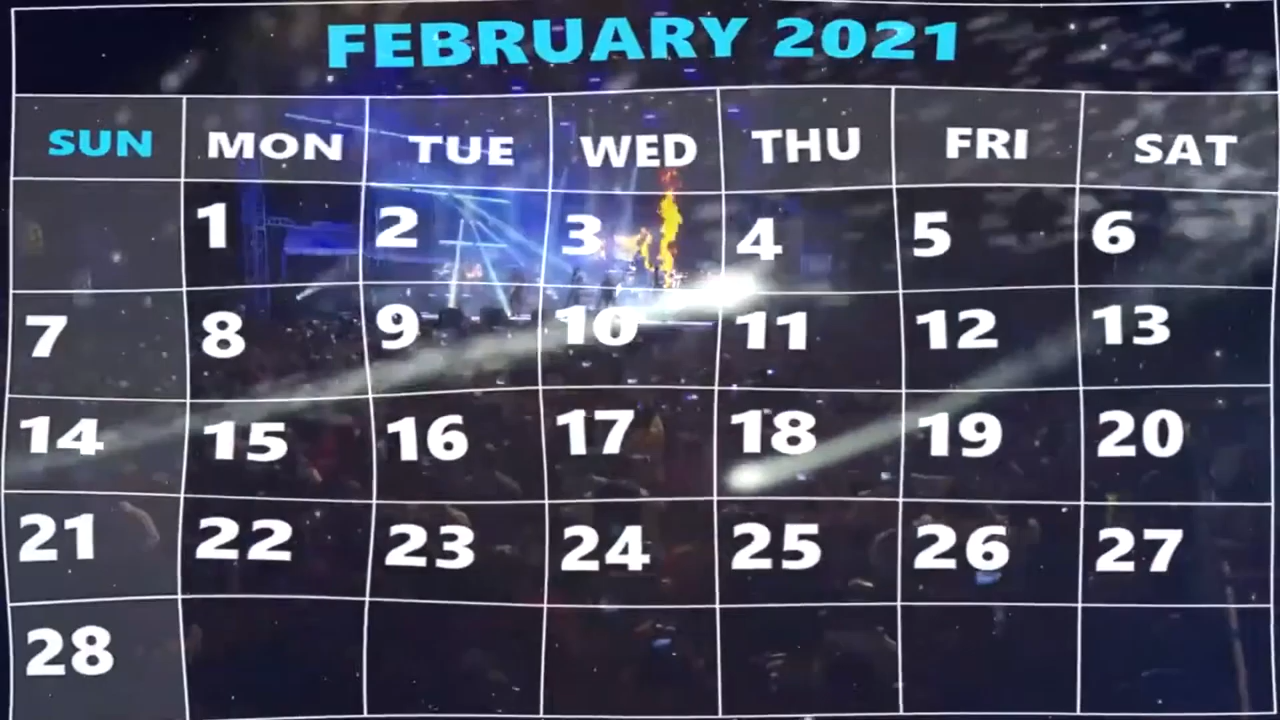 FEBRUARY 2021
SUN MON TUE WED THU FRI SAT
1 2 3 4 5 6
7 8 9 10 11 12 13
14 15 16 17 18 19 20
21 22 23 24 25 26 27
28